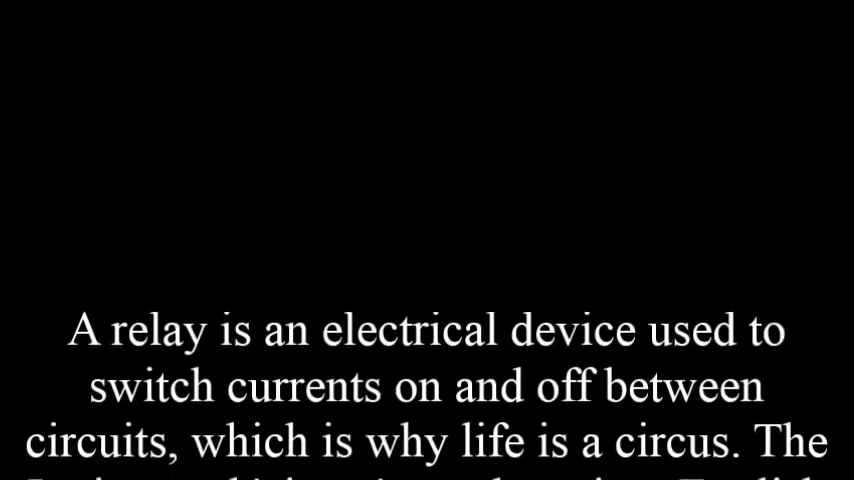 A relay is an electrical device used to
switch currents on and off between
circuits, which is why life is a circus. The